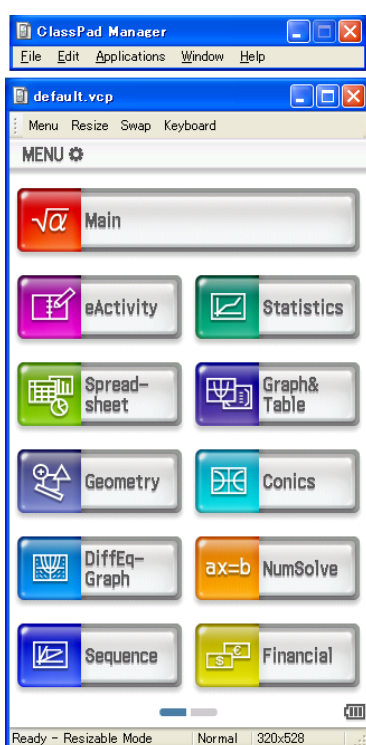 ClassPad Manager
File Edit Applications Window Help
default.vcp
Menu Resize Swap Keyboard
MENU
√α Main
eActivity Statistics
Spread-
sheet
Graph&
Table
Geometry Conics
DiffEq-
Graph
ax=b NumSolve
Sequence $ € Financial
Ready - Resizable Mode Normal 320x528